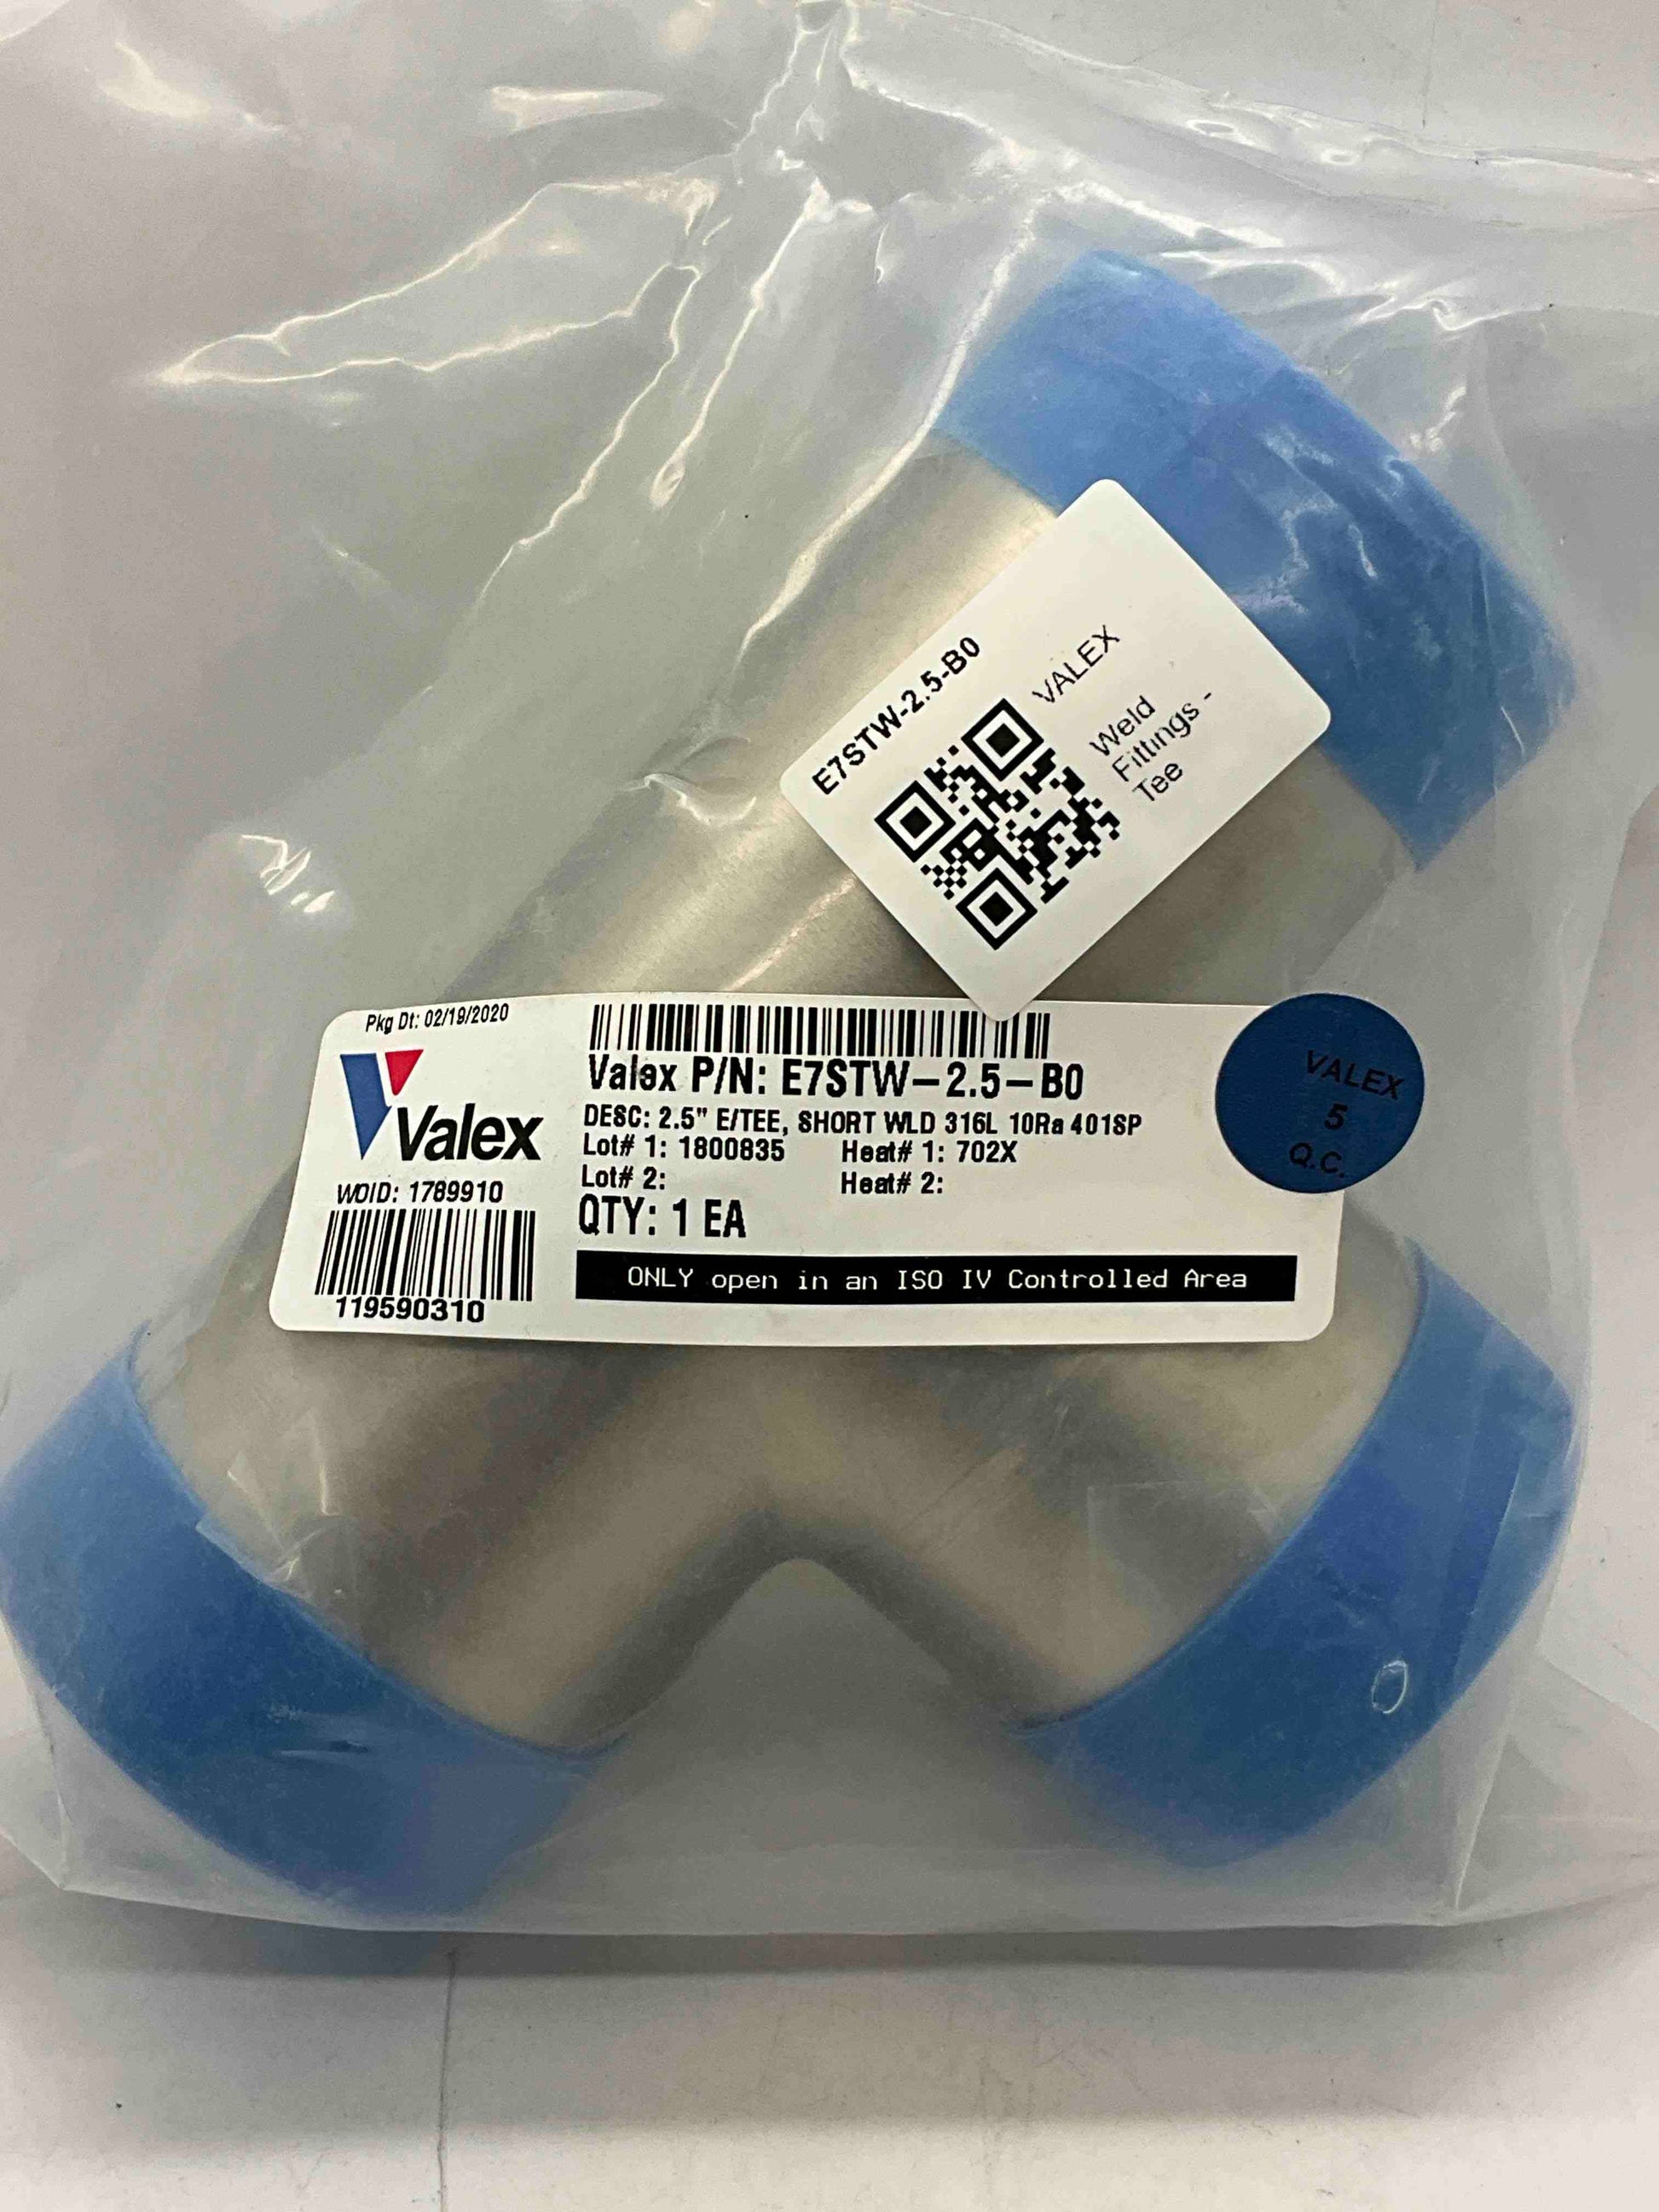 E7STW-2.5-B0
VALEX
Weld
Fittings -
Tee
Pkg Dt: 02/19/2020
Valex
Valex P/N: E7STW-2.5-B0
DESC: 2.5" E/TEE, SHORT WLD 316L 10Ra 401SP
Lot# 1: 1800835 Heat# 1: 702X
Lot# 2: Heat# 2:
WOID: 1789910
QTY: 1 EA
119590310
ONLY open in an ISO IV Controlled Area
VALEX
5
Q.C.